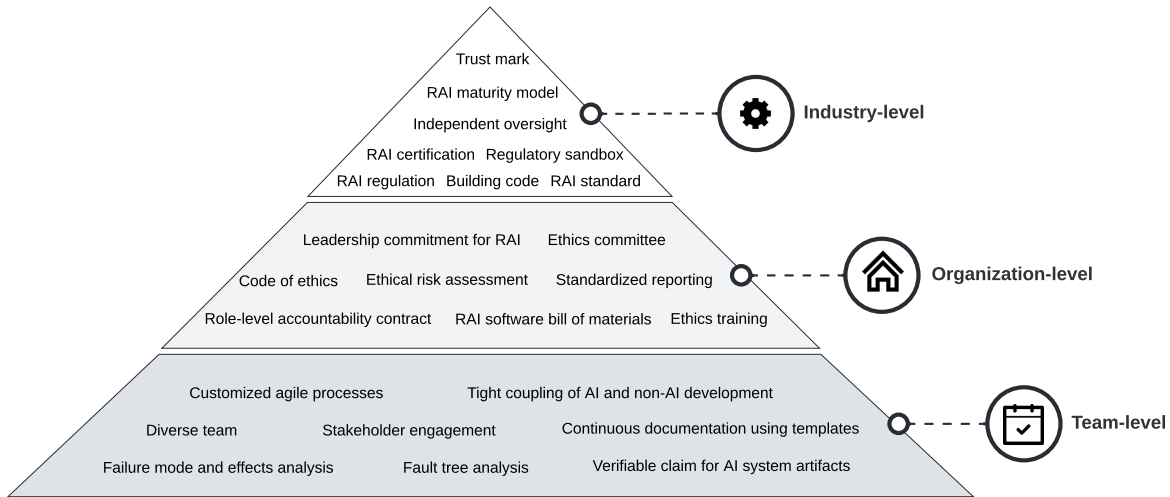 Trust mark
RAI maturity model
Independent oversight
RAI certification Regulatory sandbox
RAI regulation Building code RAI standard
Industry-level
Leadership commitment for RAI Ethics committee
Code of ethics Ethical risk assessment Standardized reporting
Role-level accountability contract RAI software bill of materials Ethics training
Organization-level
Customized agile processes Tight coupling of AI and non-AI development
Diverse team Stakeholder engagement Continuous documentation using templates
Failure mode and effects analysis Fault tree analysis Verifiable claim for AI system artifacts
Team-level